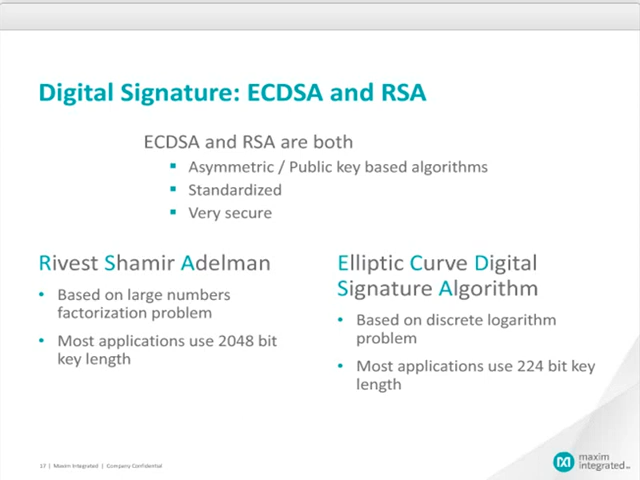 Digital Signature: ECDSA and RSA
ECDSA and RSA are both
▪ Asymmetric / Public key based algorithms
▪ Standardized
▪ Very secure
Rivest Shamir Adelman
• Based on large numbers
factorization problem
• Most applications use 2048 bit
key length
Elliptic Curve Digital
Signature Algorithm
• Based on discrete logarithm
problem
• Most applications use 224 bit key
length
17 | Maxim Integrated | Company Confidential
maxim
integrated™